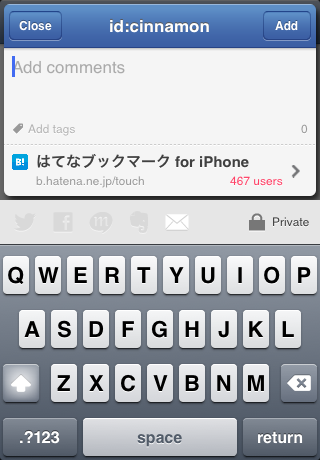 Close id:cinnamon Add
Add comments
Add tags 0
B! はてなブックマーク for iPhone
b.hatena.ne.jp/touch 467 users
Private
Q W E R T Y U I O P
A S D F G H J K L
Z X C V B N M
.?123 space return